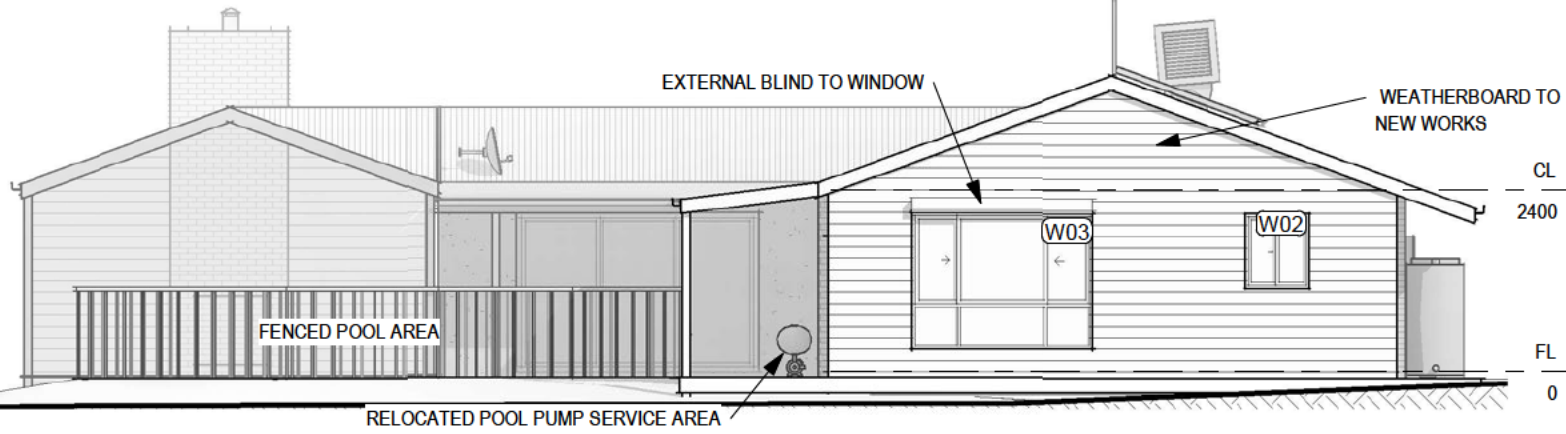 EXTERNAL BLIND TO WINDOW
WEATHERBOARD TO
NEW WORKS
CL
2400
W03
W02
FENCED POOL AREA
FL
0
RELOCATED POOL PUMP SERVICE AREA